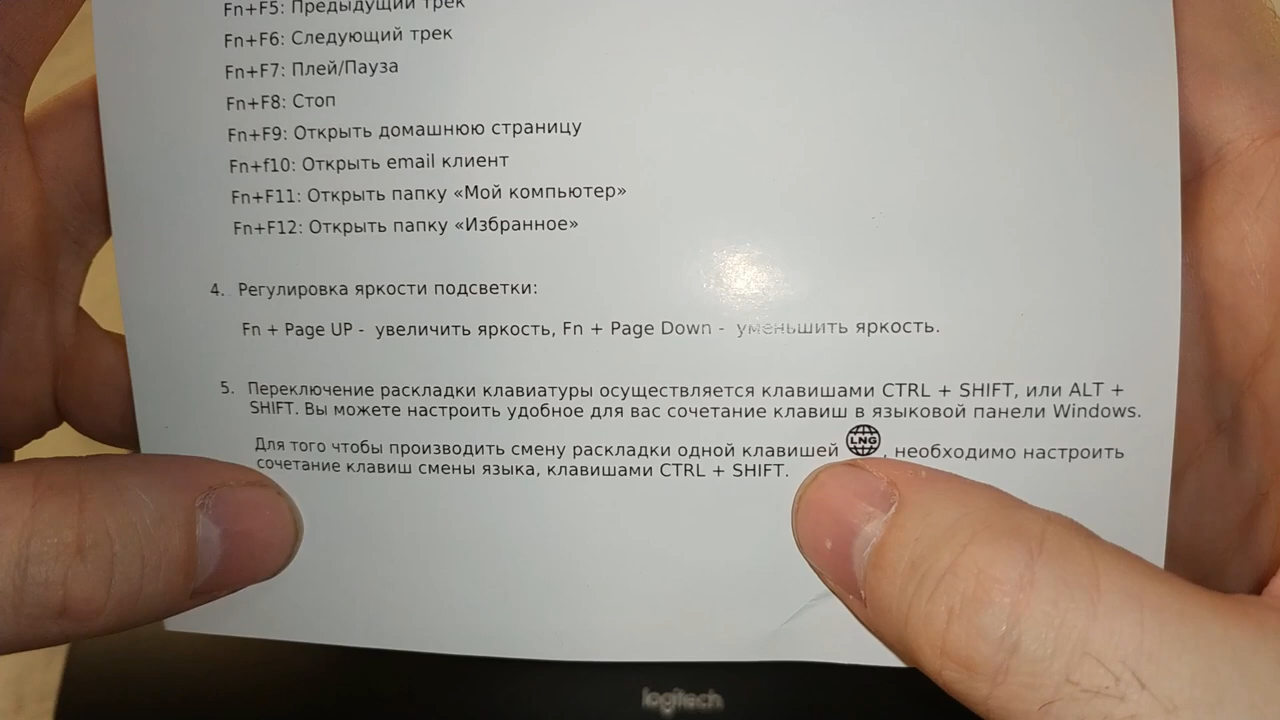 Fn+F5: Предыдущий трек
Fn+F6: Следующий трек
Fn+F7: Плей/Пауза
Fn+F8: Стоп
Fn+F9: Открыть домашнюю страницу
Fn+f10: Открыть email клиент
Fn+F11: Открыть папку «Мой компьютер»
Fn+F12: Открыть папку «Избранное»
4. Регулировка яркости подсветки:
Fn + Page UP - увеличить яркость, Fn + Page Down - уменьшить яркость.
5. Переключение раскладки клавиатуры осуществляется клавишами CTRL + SHIFT, или ALT +
SHIFT. Вы можете настроить удобное для вас сочетание клавиш в языковой панели Windows.
Для того чтобы производить смену раскладки одной клавишей LNG, необходимо настроить
сочетание клавиш смены языка, клавишами CTRL + SHIFT.
logitech